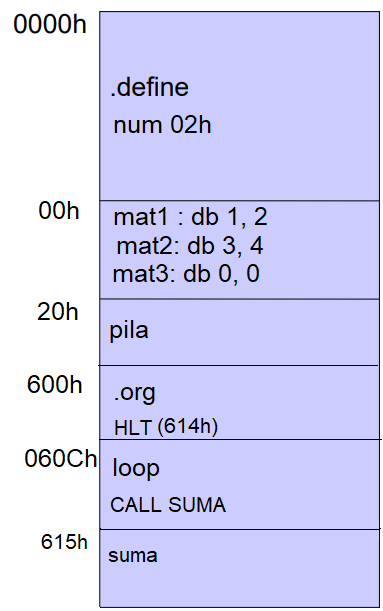 0000h
.define
num 02h
00h
mat1 : db 1, 2
mat2: db 3, 4
mat3: db 0, 0
20h
pila
600h
.org
HLT (614h)
060Ch
loop
CALL SUMA
615h
suma